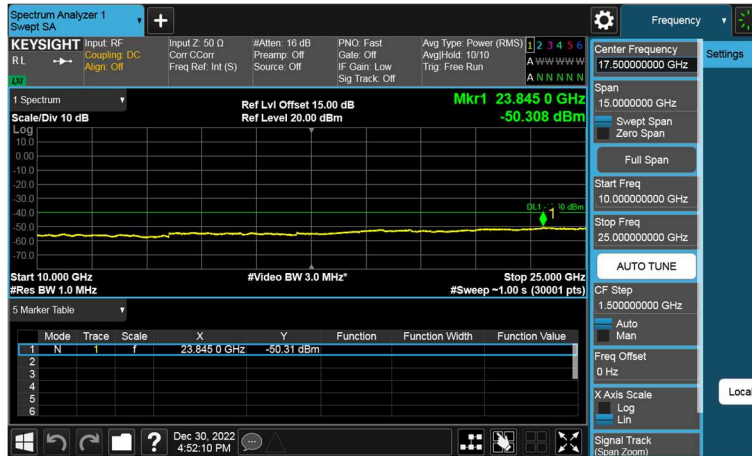 Spectrum Analyzer 1
Swept SA
Frequency
KEYSIGHT Input: RF Input Z: 50 Ω #Atten: 16 dB PNO: Fast Avg Type: Power (RMS) 1 2 3 4 5 6
RL Coupling: DC Corr CCorr Preamp: Off Gate: Off Avg|Hold: 10/10 A W W W W W
Align: Off Freq Ref: Int (S) Source: Off IF Gain: Low Trig: Free Run
LXI Sig Track: Off A N N N N N
1 Spectrum
Scale/Div 10 dB
Ref Lvl Offset 15.00 dB
Ref Level 20.00 dBm
Mkr1 23.845 0 GHz
-50.308 dBm
Log
10.0
0.00
-10.0
-20.0
-30.0
-40.0
-50.0
-60.0
-70.0
1
Start 10.000 GHz #Video BW 3.0 MHz* Stop 25.000 GHz
#Res BW 1.0 MHz #Sweep ~1.00 s (30001 pts)
5 Marker Table
Mode Trace Scale X Y Function Function Width Function Value
1 N 1 f 23.845 0 GHz -50.31 dBm
2
3
4
5
6
Dec 30, 2022
4:52:10 PM
Center Frequency
17.500000000 GHz
Settings
Span
15.0000000 GHz
Swept Span
Zero Span
Full Span
Start Freq
10.000000000 GHz
Stop Freq
25.000000000 GHz
AUTO TUNE
CF Step
1.500000000 GHz
Auto
Man
Freq Offset
0 Hz
X Axis Scale
Log
Lin
Local
Signal Track
(Span Zoom)